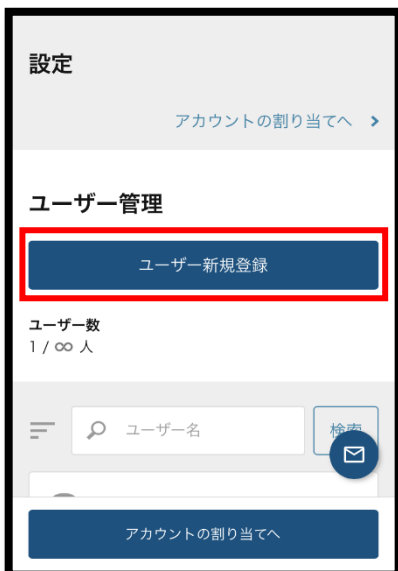 設定
アカウントの割り当てへ >
ユーザー管理
ユーザー新規登録
ユーザー数
1 / ∞ 人
ユーザー名
検索
アカウントの割り当てへ